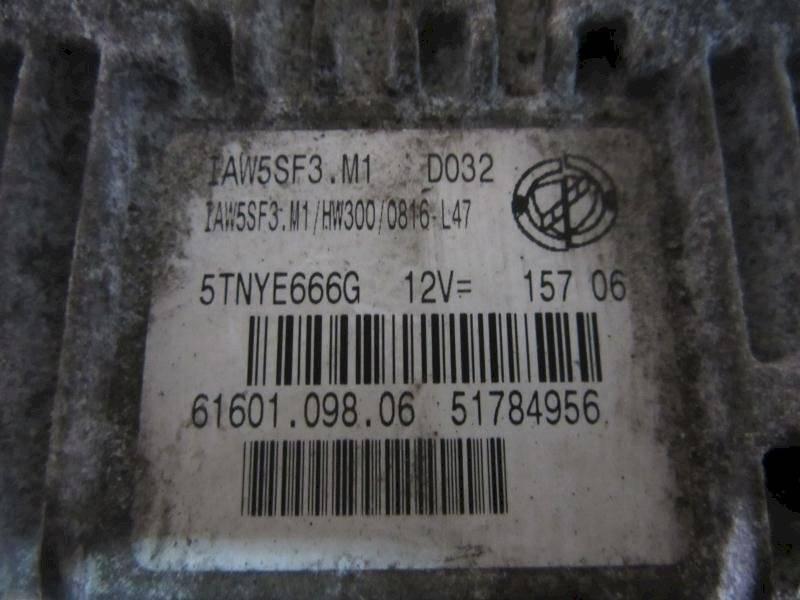 IAW5SF3.M1 D032
IAW5SF3.M1/HW300/0816-L47
5TNYE666G 12V= 157 06
61601.098.06 51784956